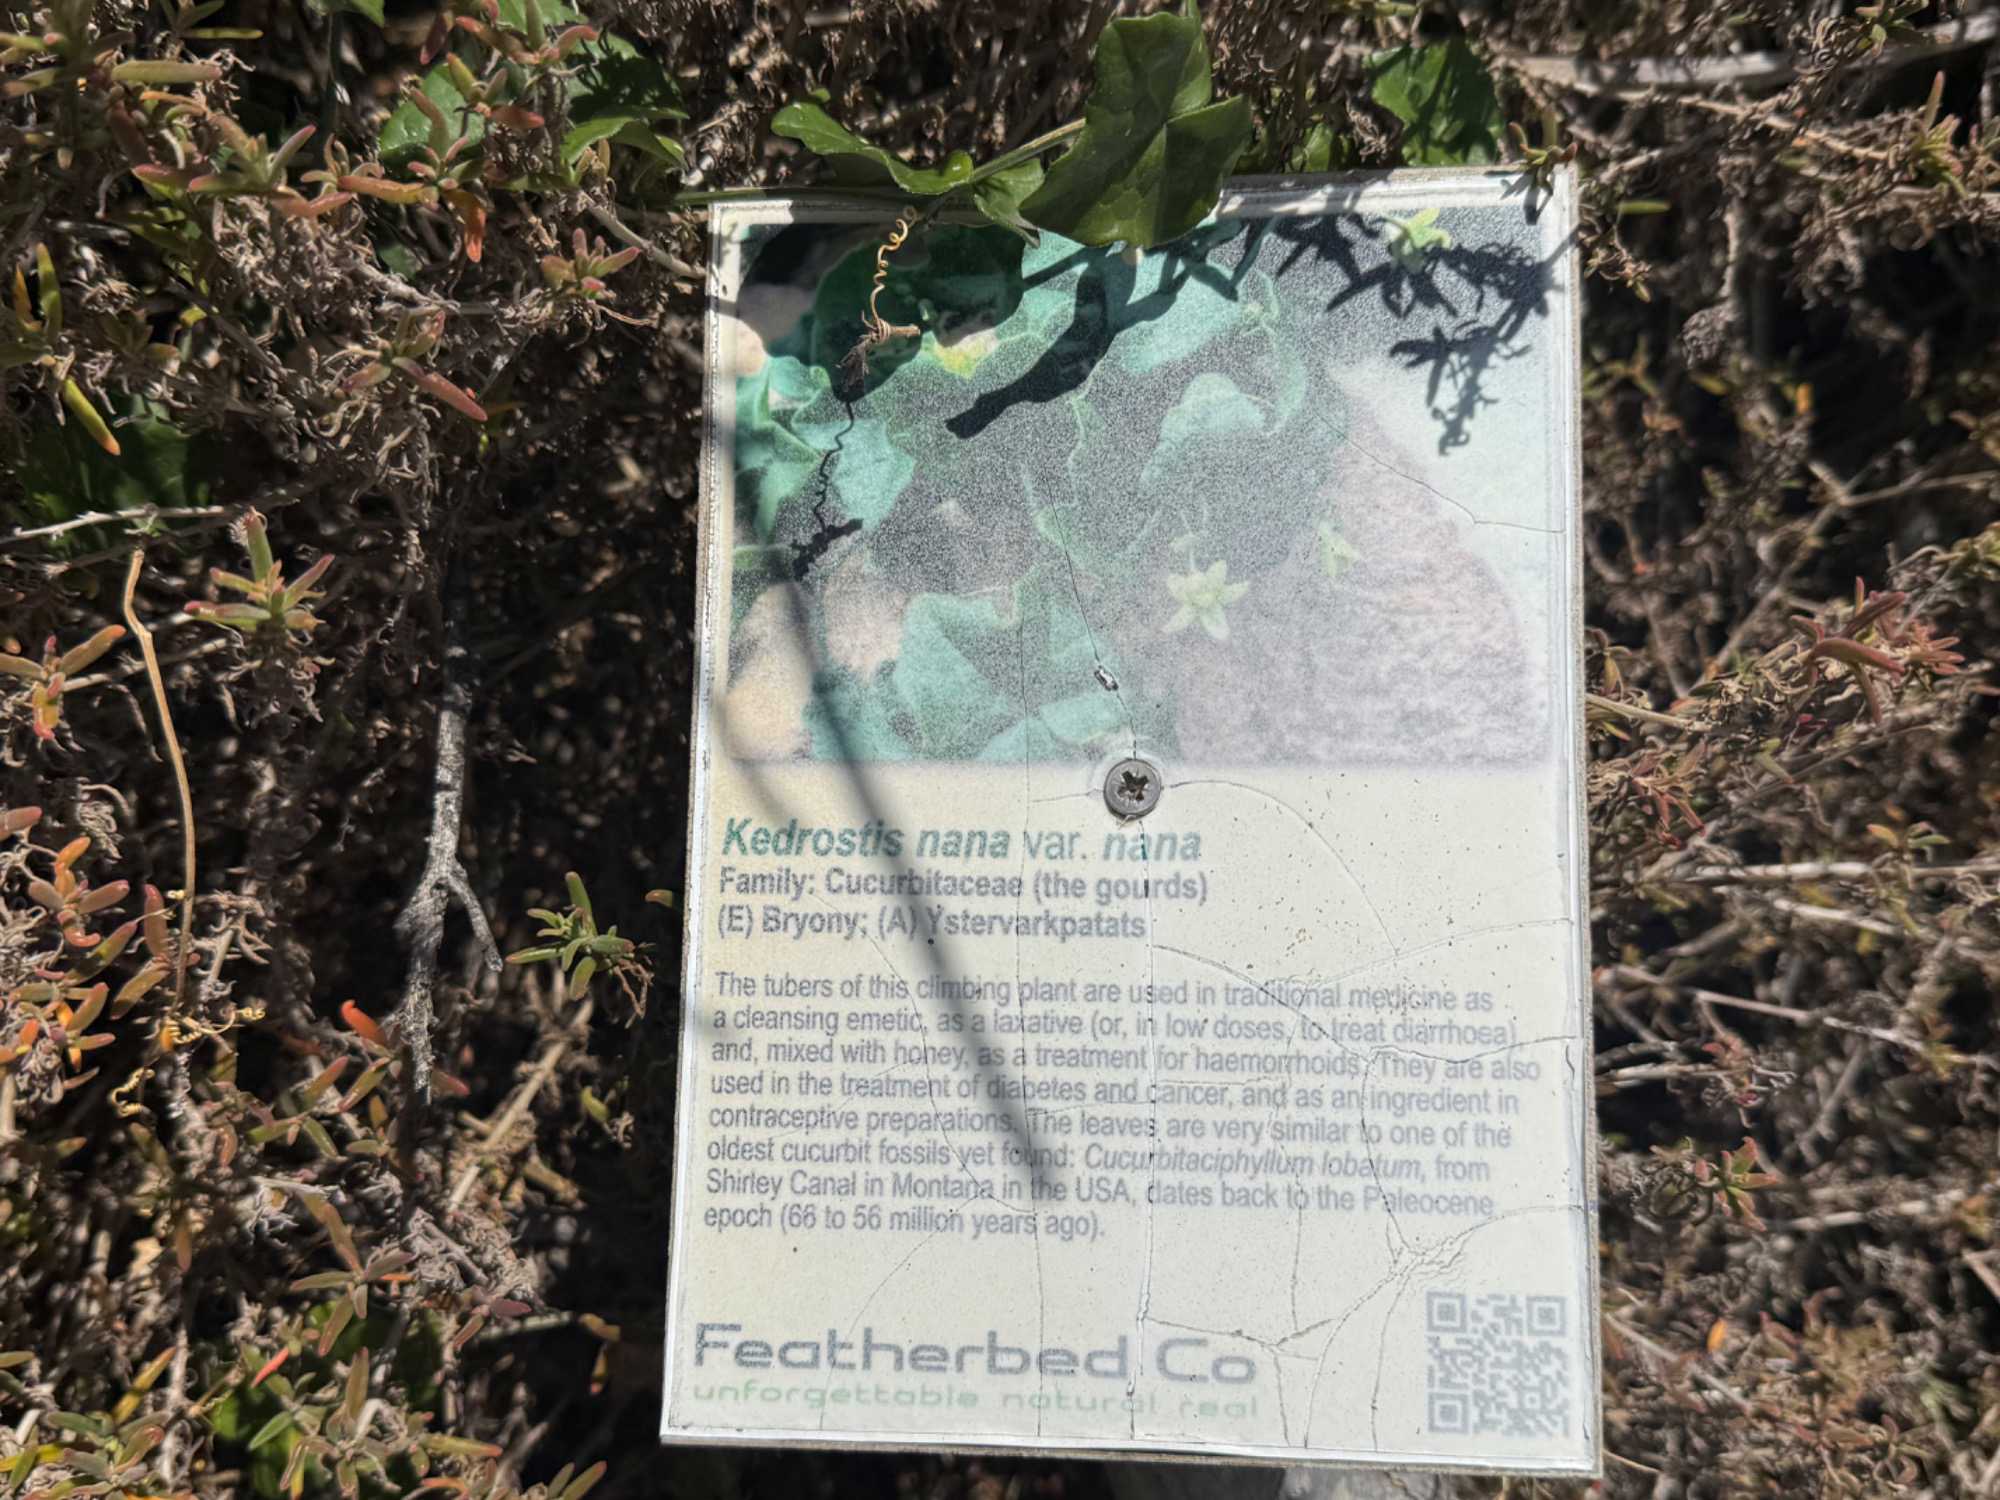 Kedrostis nana var. nana
Family: Cucurbitaceae (the gourds)
(E) Bryony; (A) Ystervarkpatats
The tubers of this climbing plant are used in traditional medicine as
a cleansing emetic, as a laxative (or, in low doses, to treat diarrhoea)
and, mixed with honey, as a treatment for haemorrhoids. They are also
used in the treatment of diabetes and cancer, and as an ingredient in
contraceptive preparations. The leaves are very similar to one of the
oldest cucurbit fossils yet found: Cucurbitaciphyllum lobatum, from
Shirley Canal in Montana in the USA, dates back to the Paleocene
epoch (66 to 56 million years ago).
Featherbed Co
unforgettable natural real